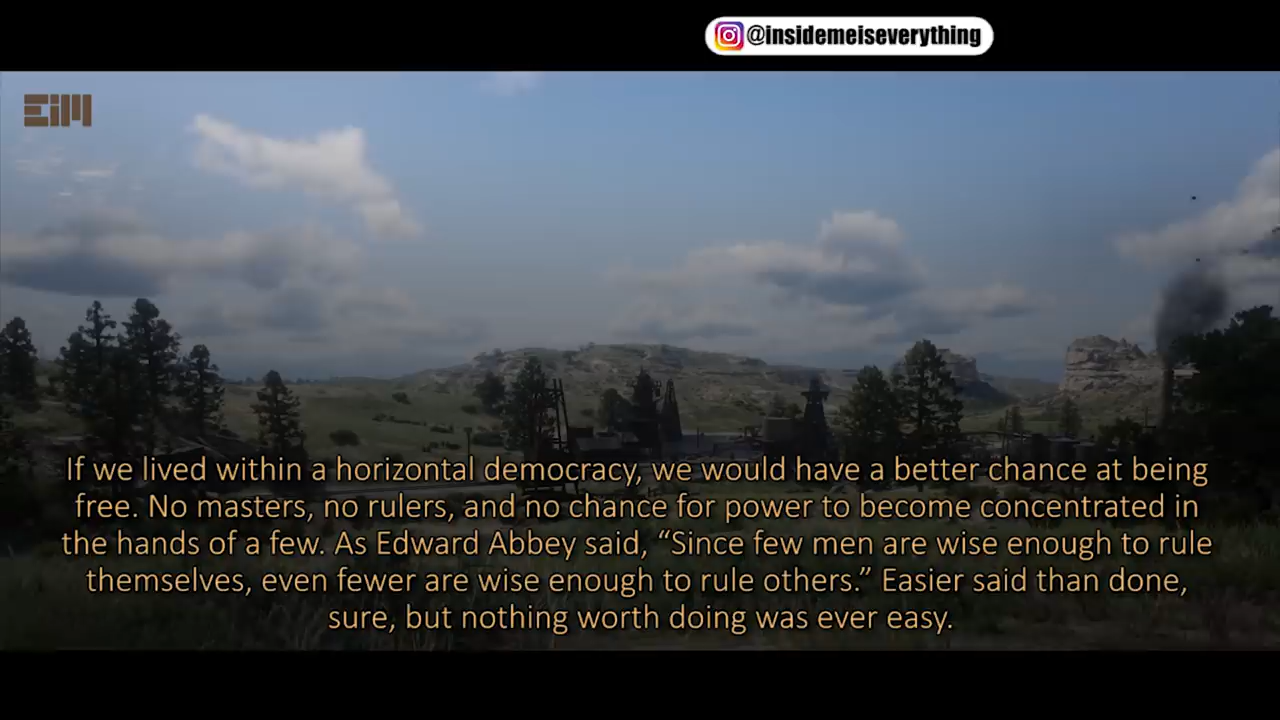 @insidemeiseverything
EiM
If we lived within a horizontal democracy, we would have a better chance at being
free. No masters, no rulers, and no chance for power to become concentrated in
the hands of a few. As Edward Abbey said, “Since few men are wise enough to rule
themselves, even fewer are wise enough to rule others.” Easier said than done,
sure, but nothing worth doing was ever easy.